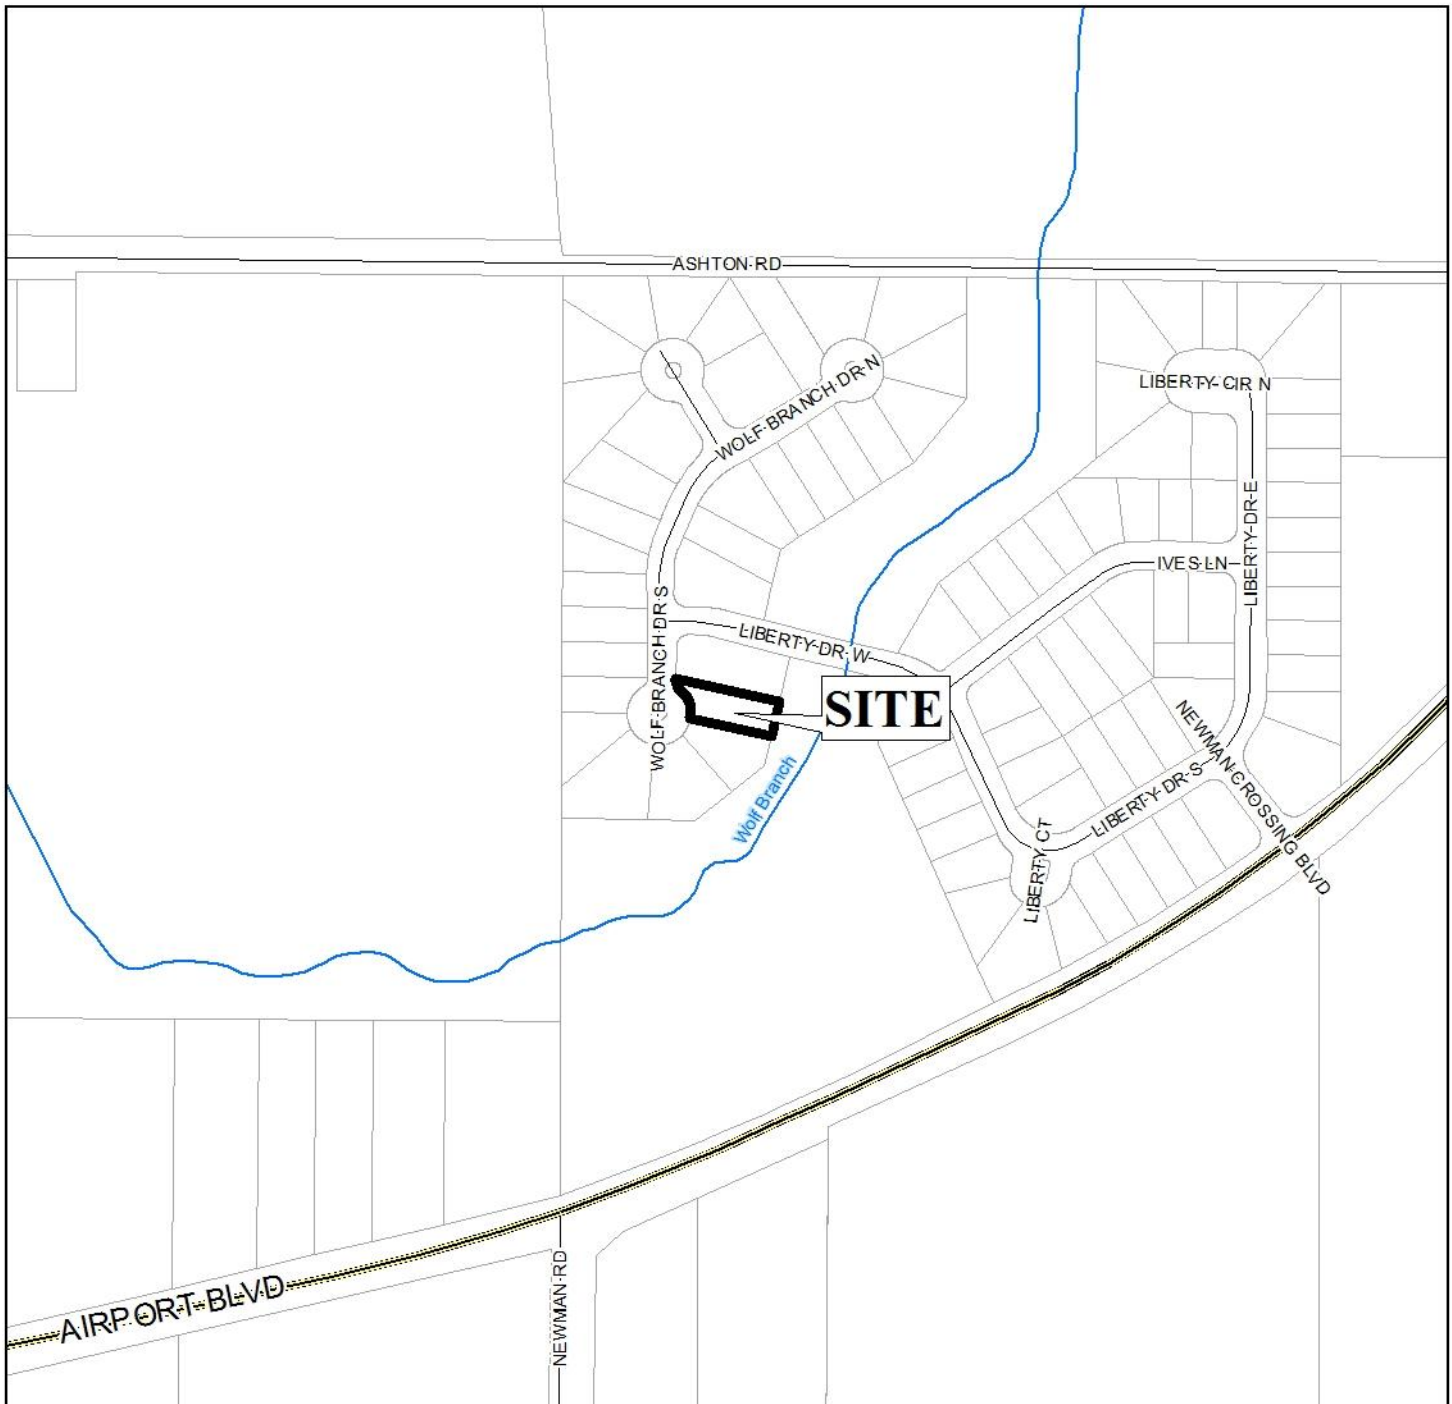 ASHTON RD
WOLF BRANCH DR N
LIBERTY CIR N
LIBERTY DR E
IVES LN
WOLF BRANCH DR S
LIBERTY DR W
SITE
NEWMAN CROSSING BLVD
Wolf Branch
LIBERTY DR S
LIBERTY CT
AIRPORT BLVD
NEWMAN RD